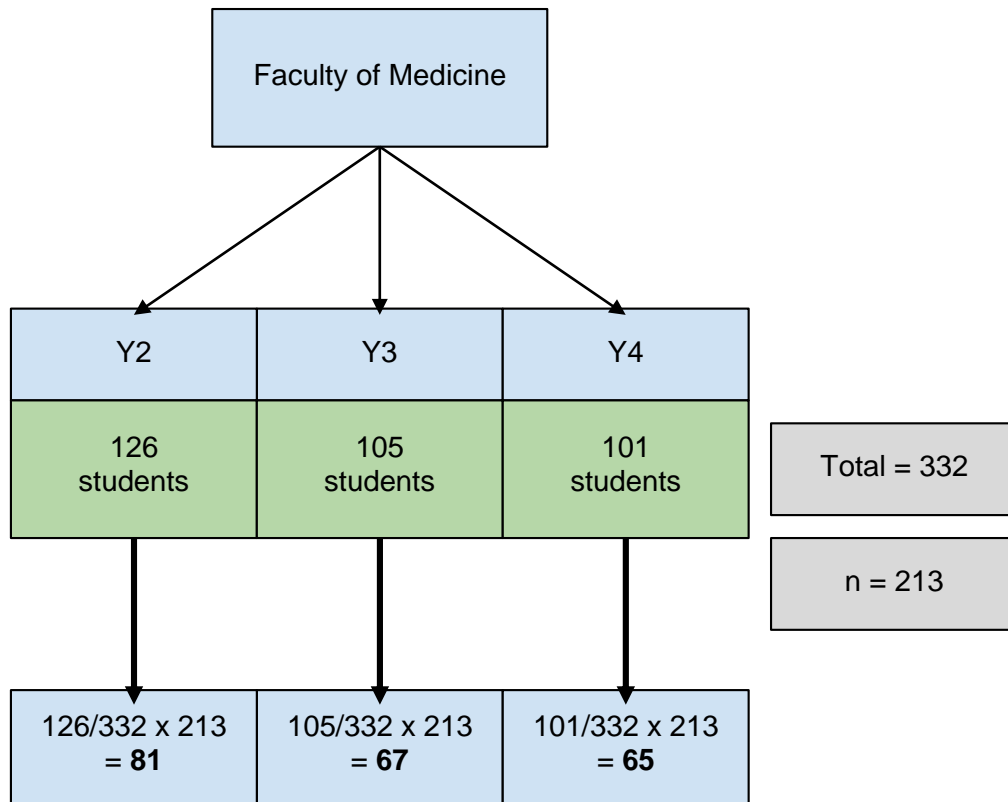 Faculty of Medicine
Y2
Y3
Y4
126
students
105
students
101
students
Total = 332
n = 213
126/332 x 213
= 81
105/332 x 213
= 67
101/332 x 213
= 65